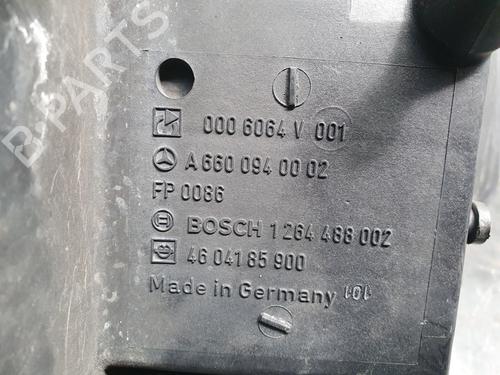 B-PARTS
000 6064 V 001
A 660 094 00 02
FP 0086
BOSCH 1 264 488 002
46 041 85 900
Made in Germany 101